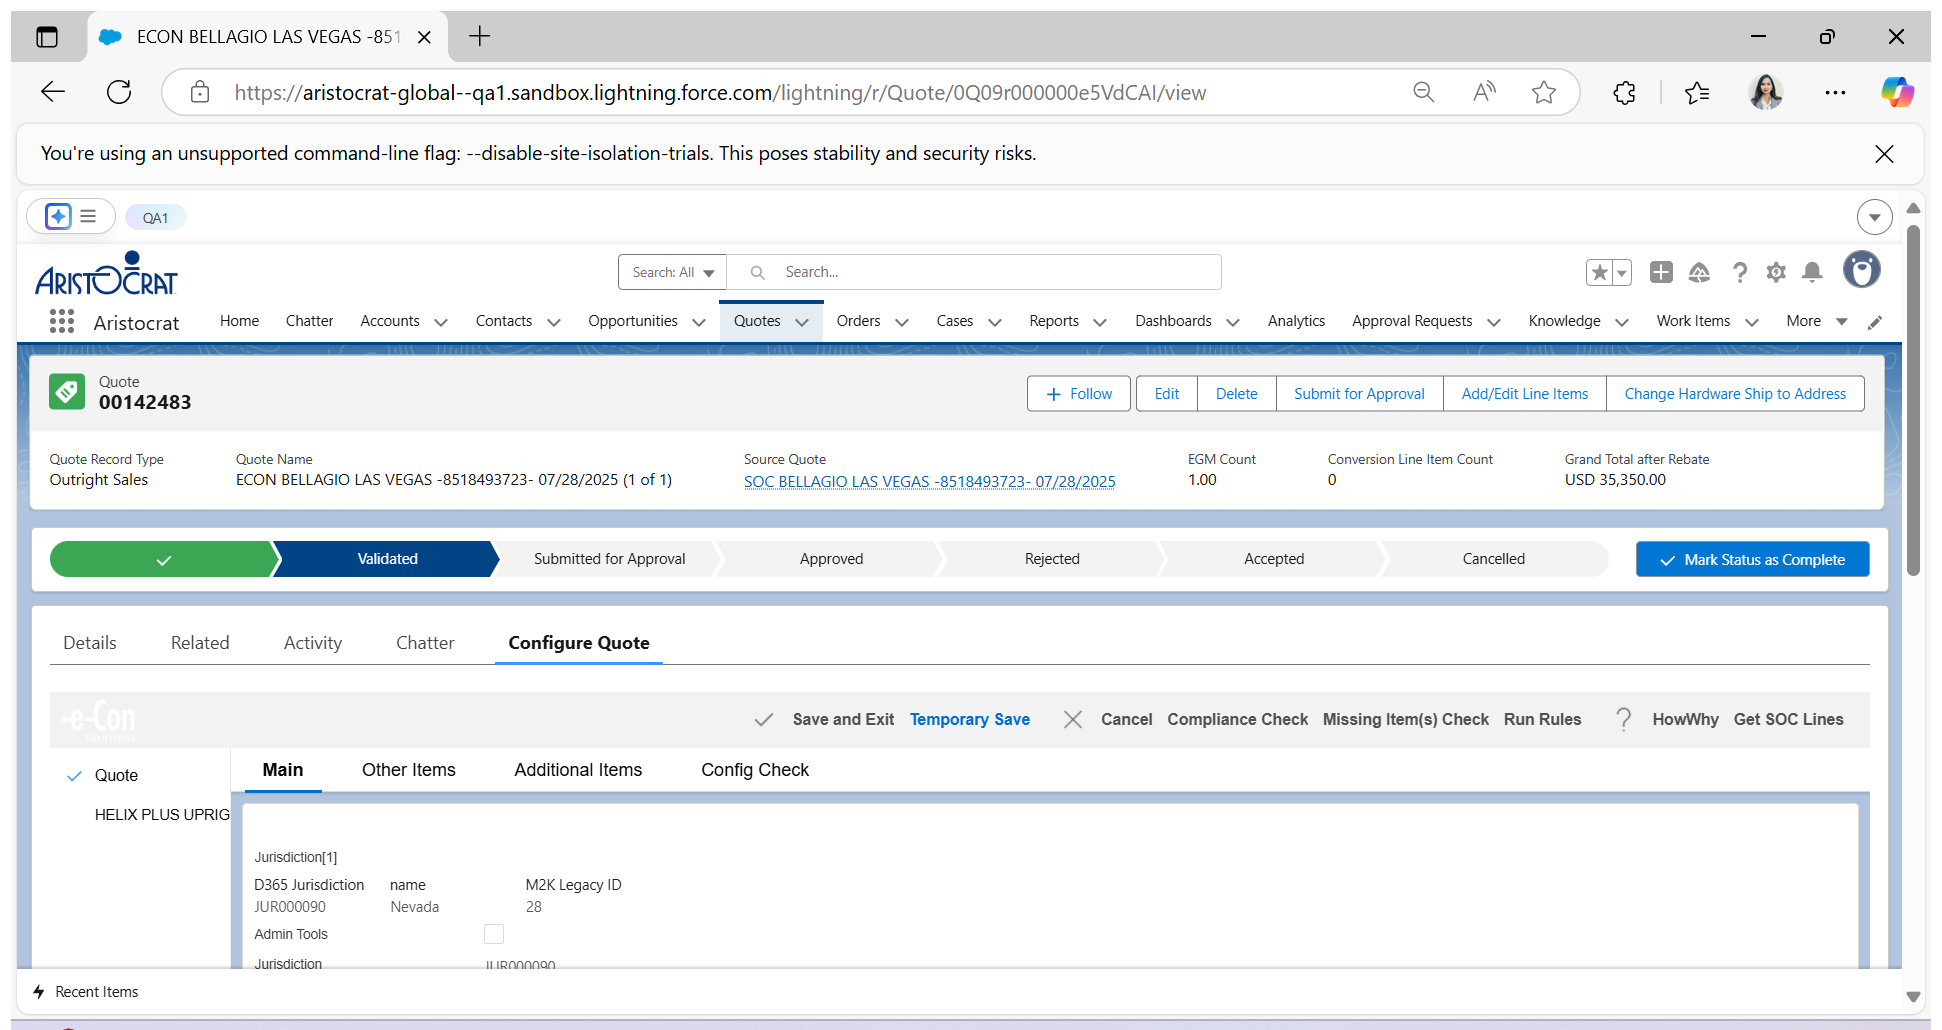 ECON BELLAGIO LAS VEGAS -851
https://aristocrat-global--qa1.sandbox.lightning.force.com/lightning/r/Quote/0Q09r000000e5VdCAI/view
You're using an unsupported command-line flag: --disable-site-isolation-trials. This poses stability and security risks.
QA1
ARISTOCRAT
Search: All
Search...
Aristocrat
Home
Chatter
Accounts
Contacts
Opportunities
Quotes
Orders
Cases
Reports
Dashboards
Analytics
Approval Requests
Knowledge
Work Items
More
Quote
00142483
Follow
Edit
Delete
Submit for Approval
Add/Edit Line Items
Change Hardware Ship to Address
Quote Record Type
Outright Sales
Quote Name
ECON BELLAGIO LAS VEGAS -8518493723- 07/28/2025 (1 of 1)
Source Quote
SOC BELLAGIO LAS VEGAS -8518493723- 07/28/2025
EGM Count
1.00
Conversion Line Item Count
0
Grand Total after Rebate
USD 35,350.00
Validated
Submitted for Approval
Approved
Rejected
Accepted
Cancelled
Mark Status as Complete
Details
Related
Activity
Chatter
Configure Quote
e-Con
SOLUTIONS
Save and Exit
Temporary Save
Cancel
Compliance Check
Missing Item(s) Check
Run Rules
HowWhy
Get SOC Lines
Quote
HELIX PLUS UPRIG
Main
Other Items
Additional Items
Config Check
Jurisdiction[1]
D365 Jurisdiction
name
M2K Legacy ID
JUR000090
Nevada
28
Admin Tools
Jurisdiction
JUR000090
Recent Items